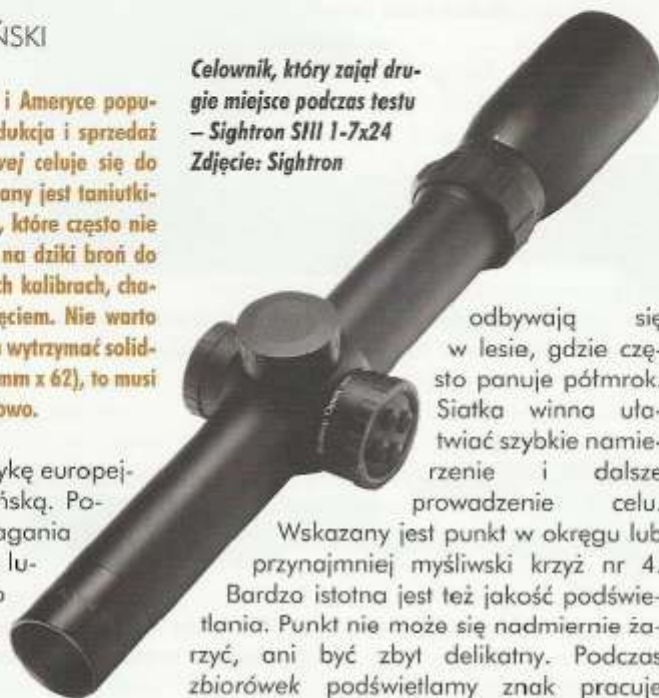 ŃSKI
i Ameryce popu-
dukcja i sprzedaż
vej celuje się do
any jest taniutki-
, które często nie
na dziki broń do
ch kalibrach, cha-
ęciem. Nie warto
wytrzymać solid-
mm x 62), to musi
owo.
ykę europej-
ńską. Po-
agania
lu-
Celownik, który zajął dru-
gie miejsce podczas testu
– Sightron SIII 1-7x24
Zdjęcie: Sightron
odbywają się
w lesie, gdzie czę-
sto panuje półmrok.
Siatka winna uła-
twiać szybkie namie-
rzenie i dalsze
prowadzenie celu.
Wskazany jest punkt w okręgu lub
przynajmniej myśliwski krzyż nr 4.
Bardzo istotna jest też jakość podświe-
tlania. Punkt nie może się nadmiernie ża-
rzyć, ani być zbyt delikatny. Podczas
zbiorówek podświetlamy znak pracuje